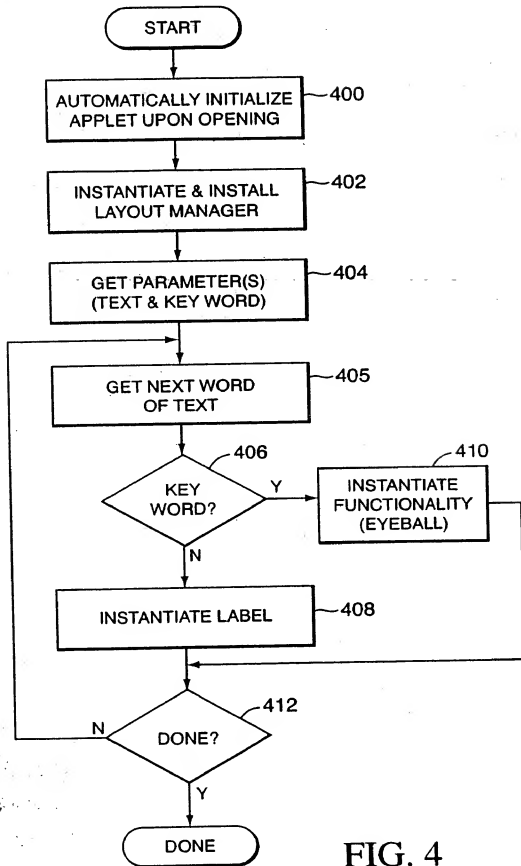 START
AUTOMATICALLY INITIALIZE
APPLET UPON OPENING
400
INSTANTIATE & INSTALL
LAYOUT MANAGER
402
GET PARAMETER(S)
(TEXT & KEY WORD)
404
GET NEXT WORD
OF TEXT
405
406
KEY
WORD?
Y
N
410
INSTANTIATE
FUNCTIONALITY
(EYEBALL)
INSTANTIATE LABEL
408
412
DONE?
N
Y
DONE
FIG. 4